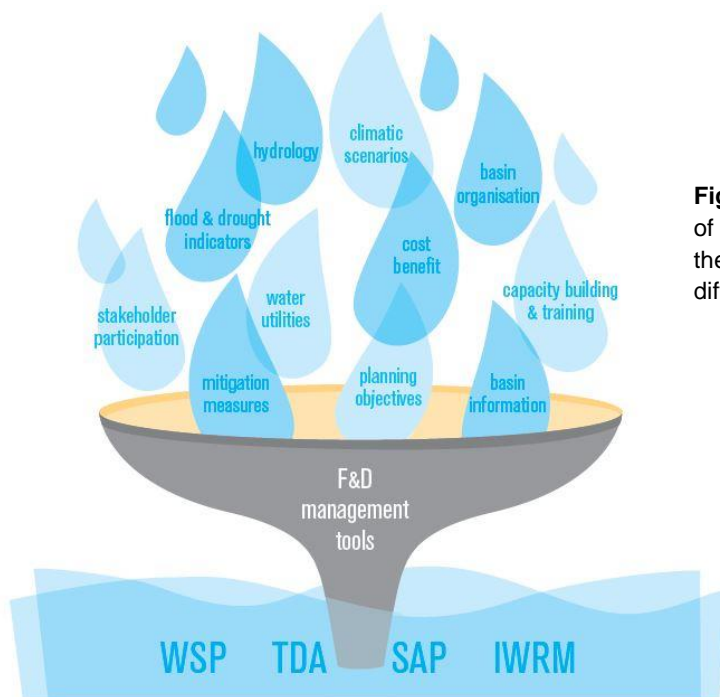 hydrology
climatic
scenarios
basin
organisation
flood & drought
indicators
cost
benefit
stakeholder
participation
water
utilities
capacity building
& training
mitigation
measures
planning
objectives
basin
information
F&D
management
tools
WSP TDA SAP IWRM
Fig
of
the
dif